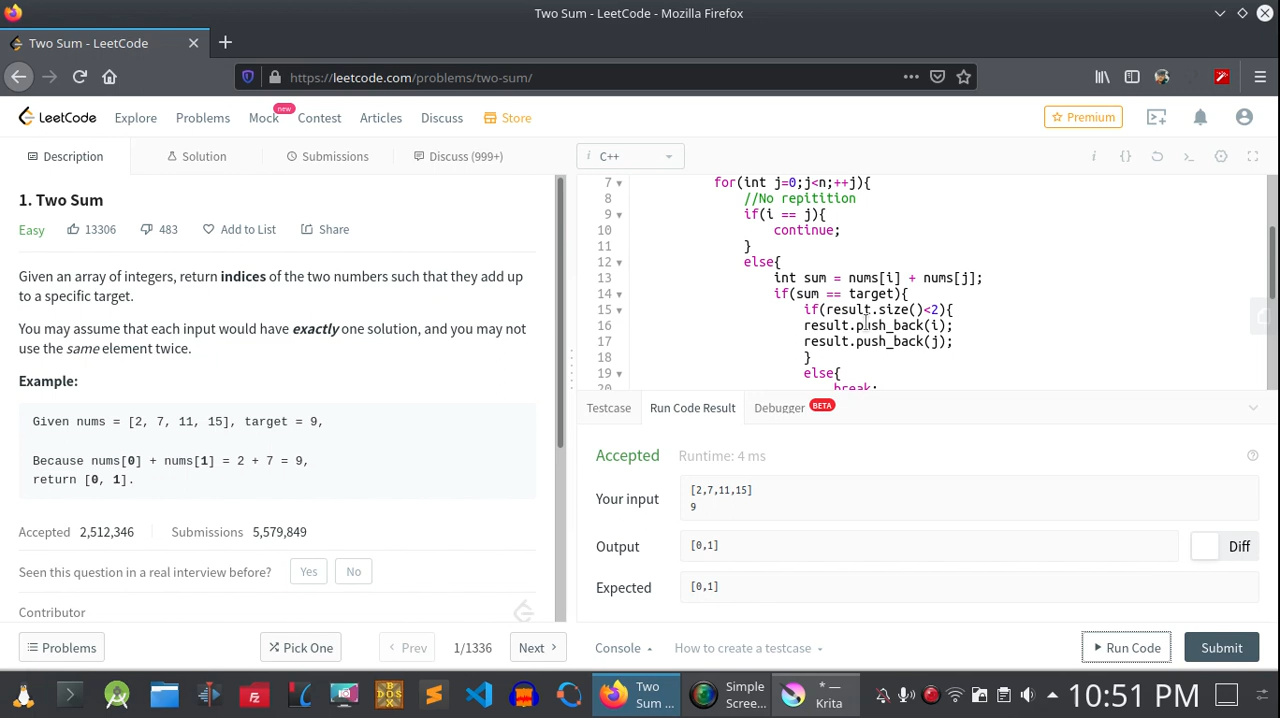 Two Sum - LeetCode - Mozilla Firefox
Two Sum - LeetCode
https://leetcode.com/problems/two-sum/
LeetCode
Explore
Problems
Mock
new
Contest
Articles
Discuss
Store
Premium
Description
Solution
Submissions
Discuss (999+)
i C++
1. Two Sum
Easy
13306
483
Add to List
Share
Given an array of integers, return indices of the two numbers such that they add up
to a specific target.
You may assume that each input would have exactly one solution, and you may not
use the same element twice.
Example:
Given nums = [2, 7, 11, 15], target = 9,
Because nums[0] + nums[1] = 2 + 7 = 9,
return [0, 1].
Accepted 2,512,346
Submissions 5,579,849
Seen this question in a real interview before?
Yes
No
Contributor
Problems
Pick One
Prev
1/1336
Next
7 for(int j=0;j<n;++j){
8 //No repitition
9 if(i == j){
10 continue;
11 }
12 else{
13 int sum = nums[i] + nums[j];
14 if(sum == target){
15 if(result.size()<2){
16 result.push_back(i);
17 result.push_back(j);
18 }
19 else{
20 break;
Testcase
Run Code Result
Debugger
BETA
Accepted
Runtime: 4 ms
Your input
[2,7,11,15]
9
Output
[0,1]
Diff
Expected
[0,1]
Console
How to create a testcase
Run Code
Submit
Two
Sum ...
Simple
Scree...
* —
Krita
10:51 PM